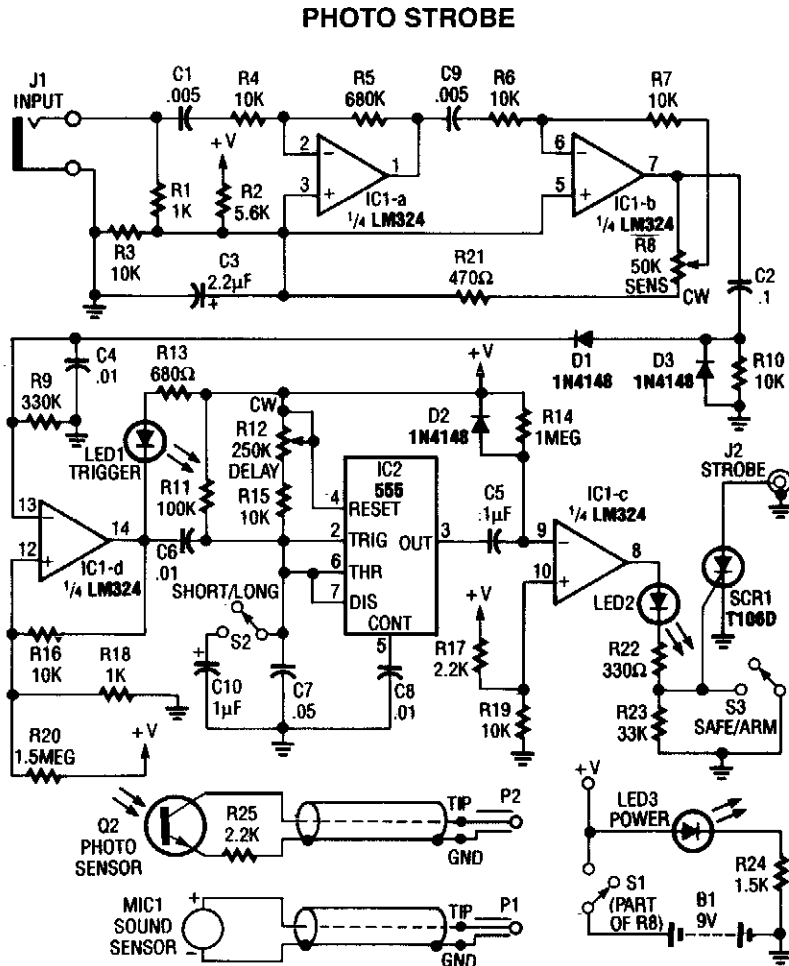 PHOTO STROBE
J1
INPUT
C1
.005
R4
10K
R5
680K
C9
.005
R6
10K
R7
10K
2
−
3
+
1
IC1-a
1/4 LM324
6
−
5
+
7
IC1-b
1/4 LM324
+V
R1
1K
R2
5.6K
R3
10K
C3
2.2µF
+
R21
470Ω
R8
50K
SENS
CW
C2
.1
R9
330K
C4
.01
R13
680Ω
LED1
TRIGGER
R11
100K
CW
R12
250K
DELAY
R15
10K
+V
D2
1N4148
R14
1MEG
D1
1N4148
D3
1N4148
R10
10K
J2
STROBE
IC2
555
4
RESET
2
TRIG
OUT
3
6
THR
7
DIS
CONT
5
C5
.1µF
IC1-c
1/4 LM324
9
−
10
+
8
13
−
12
+
14
IC1-d
1/4 LM324
C6
.01
SHORT/LONG
S2
+
C10
1µF
C7
.05
C8
.01
+V
R17
2.2K
R19
10K
LED2
R22
330Ω
R23
33K
SCR1
T106D
S3
SAFE/ARM
R16
10K
R18
1K
R20
1.5MEG
+V
Q2
PHOTO
SENSOR
R25
2.2K
TIP
P2
GND
MIC1
SOUND
SENSOR
+
−
TIP
P1
GND
+V
LED3
POWER
S1
(PART
OF R8)
B1
9V
R24
1.5K